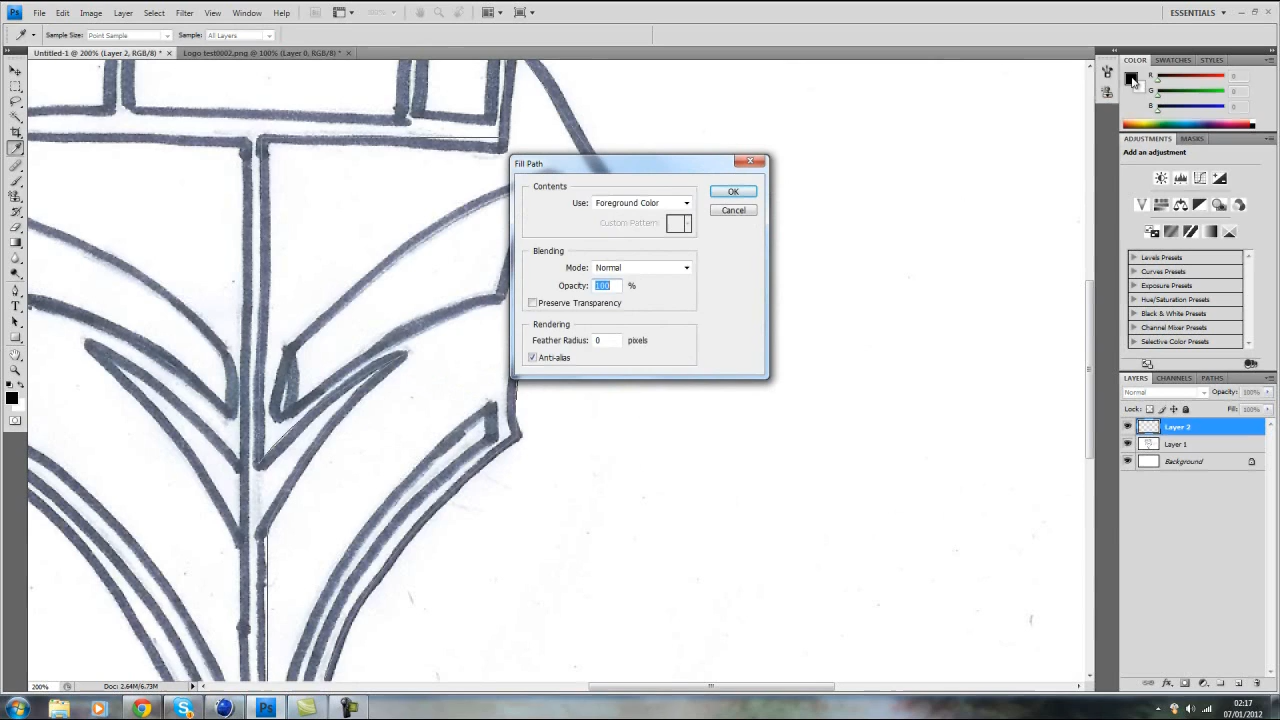 Ps File Edit Image Layer Select Filter View Window Help ESSENTIALS
Sample Size: Point Sample Sample: All Layers
Untitled-1 @ 200% (Layer 2, RGB/8) * × Logo test0002.png @ 100% (Layer 0, RGB/8) * ×
COLOR SWATCHES STYLES
R 0
G 0
B 0
ADJUSTMENTS MASKS
Add an adjustment
Fill Path
Contents
OK
Use: Foreground Color
Cancel
Custom Pattern:
Blending
Mode: Normal
Opacity: 100 %
Preserve Transparency
Rendering
Feather Radius: 0 pixels
Anti-alias
Levels Presets
Curves Presets
Exposure Presets
Hue/Saturation Presets
Black & White Presets
Channel Mixer Presets
Selective Color Presets
LAYERS CHANNELS PATHS
Normal Opacity: 100%
Lock: Fill: 100%
Layer 2
Layer 1
Background
200% Doc: 2.64M/6.73M
Ps
02:17
07/01/2012